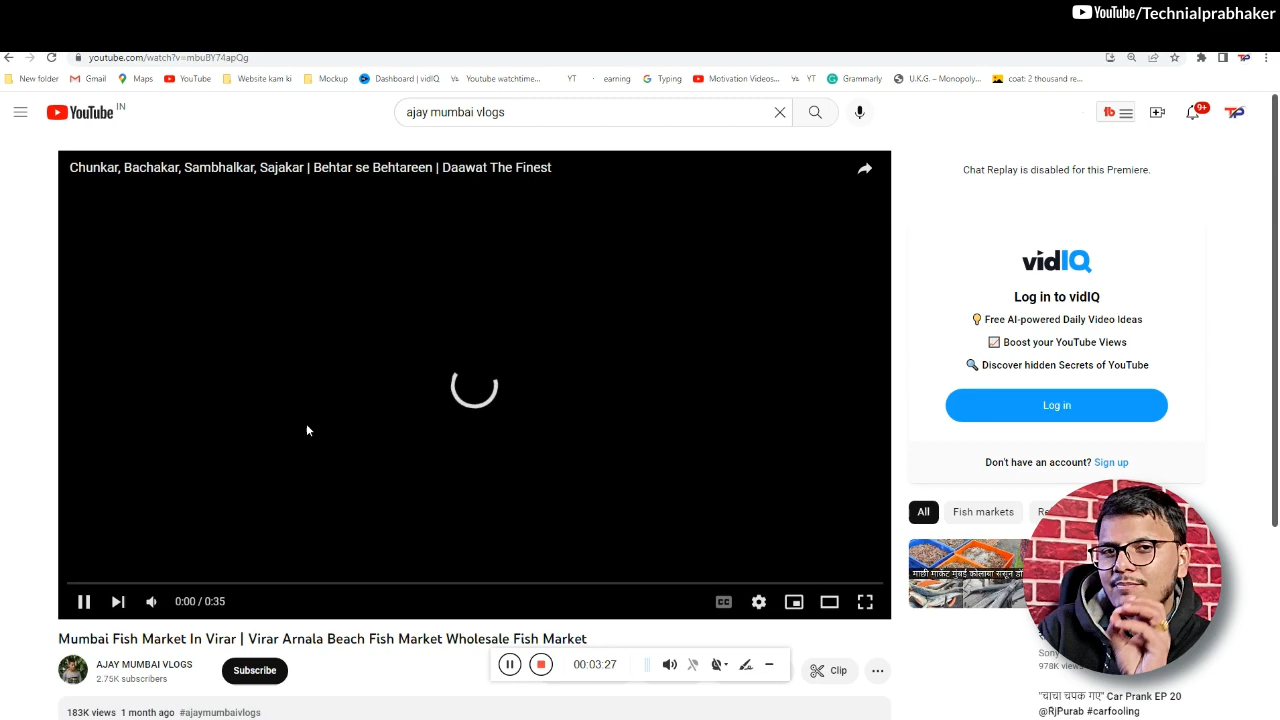 YouTube/Technialprabhaker
youtube.com/watch?v=mbuBY74apQg
New folder Gmail Maps YouTube Website kam ki Mockup Dashboard | vidIQ Youtube watchtime... YT earning Typing Motivation Videos... YT Grammarly U.K.G. – Monopoly... coat: 2 thousand re...
YouTube IN
ajay mumbai vlogs
9+
Chunkar, Bachakar, Sambhalkar, Sajakar | Behtar se Behtareen | Daawat The Finest
Chat Replay is disabled for this Premiere.
vidIQ
Log in to vidIQ
Free AI-powered Daily Video Ideas
Boost your YouTube Views
Discover hidden Secrets of YouTube
Log in
Don't have an account? Sign up
All Fish markets
0:00 / 0:35
Mumbai Fish Market In Virar | Virar Arnala Beach Fish Market Wholesale Fish Market
AJAY MUMBAI VLOGS
2.75K subscribers
Subscribe
00:03:27
Clip
183K views 1 month ago #ajaymumbaivlogs
माछी मार्केट मुंबई कोलाबा ससून
Sony
978K views
"चाचा चपक गए" Car Prank EP 20
@RjPurab #carfooling